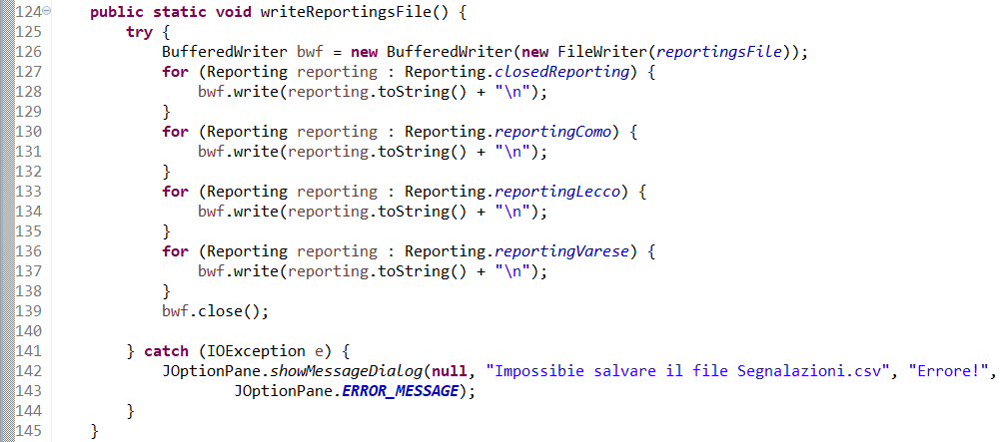 124 public static void writeReportingsFile() {
125 try {
126 BufferedWriter bwf = new BufferedWriter(new FileWriter(reportingsFile));
127 for (Reporting reporting : Reporting.closedReporting) {
128 bwf.write(reporting.toString() + "\n");
129 }
130 for (Reporting reporting : Reporting.reportingComo) {
131 bwf.write(reporting.toString() + "\n");
132 }
133 for (Reporting reporting : Reporting.reportingLecco) {
134 bwf.write(reporting.toString() + "\n");
135 }
136 for (Reporting reporting : Reporting.reportingVarese) {
137 bwf.write(reporting.toString() + "\n");
138 }
139 bwf.close();
140
141 } catch (IOException e) {
142 JOptionPane.showMessageDialog(null, "Impossibie salvare il file Segnalazioni.csv", "Errore!",
143 JOptionPane.ERROR_MESSAGE);
144 }
145 }